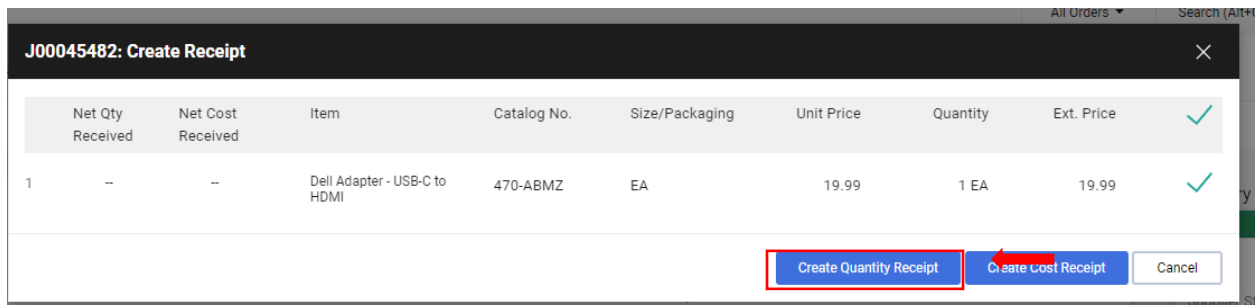 All Orders
Search (Alt+
J00045482: Create Receipt
Net Qty Received
Net Cost Received
Item
Catalog No.
Size/Packaging
Unit Price
Quantity
Ext. Price
1
--
--
Dell Adapter - USB-C to
HDMI
470-ABMZ
EA
19.99
1 EA
19.99
Create Quantity Receipt
Create Cost Receipt
Cancel